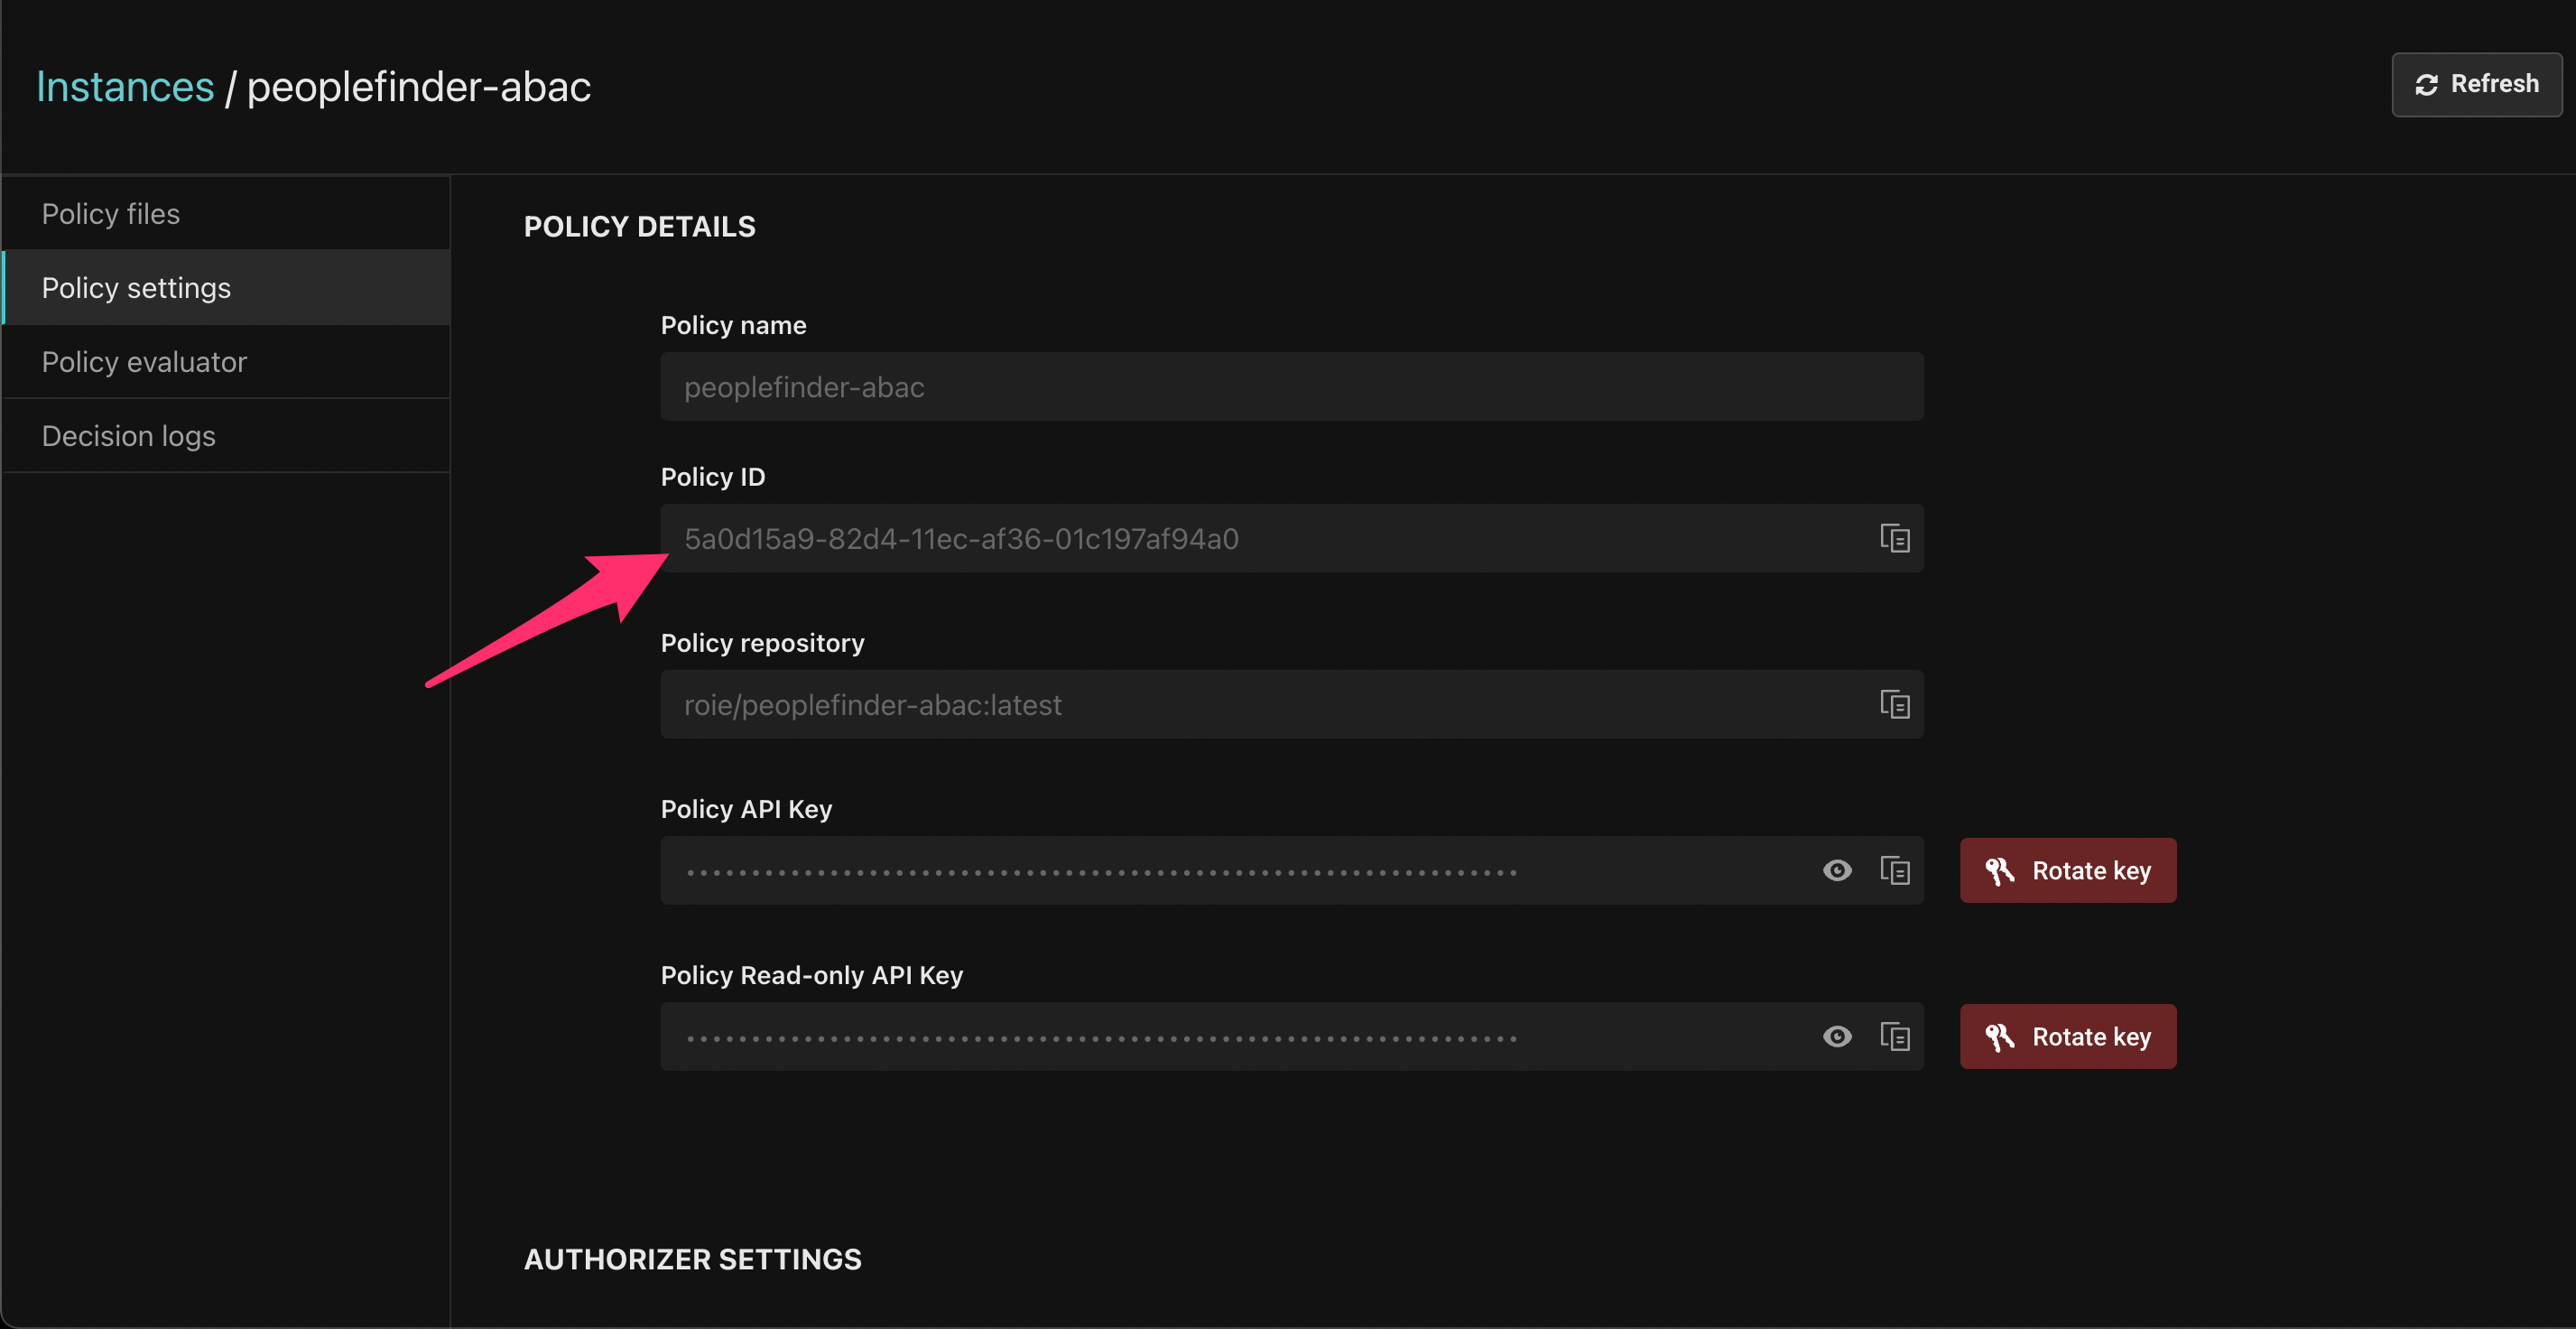 Instances / peoplefinder-abac
Refresh
Policy files
Policy settings
Policy evaluator
Decision logs
POLICY DETAILS
Policy name
peoplefinder-abac
Policy ID
5a0d15a9-82d4-11ec-af36-01c197af94a0
Policy repository
roie/peoplefinder-abac:latest
Policy API Key
Rotate key
Policy Read-only API Key
Rotate key
AUTHORIZER SETTINGS